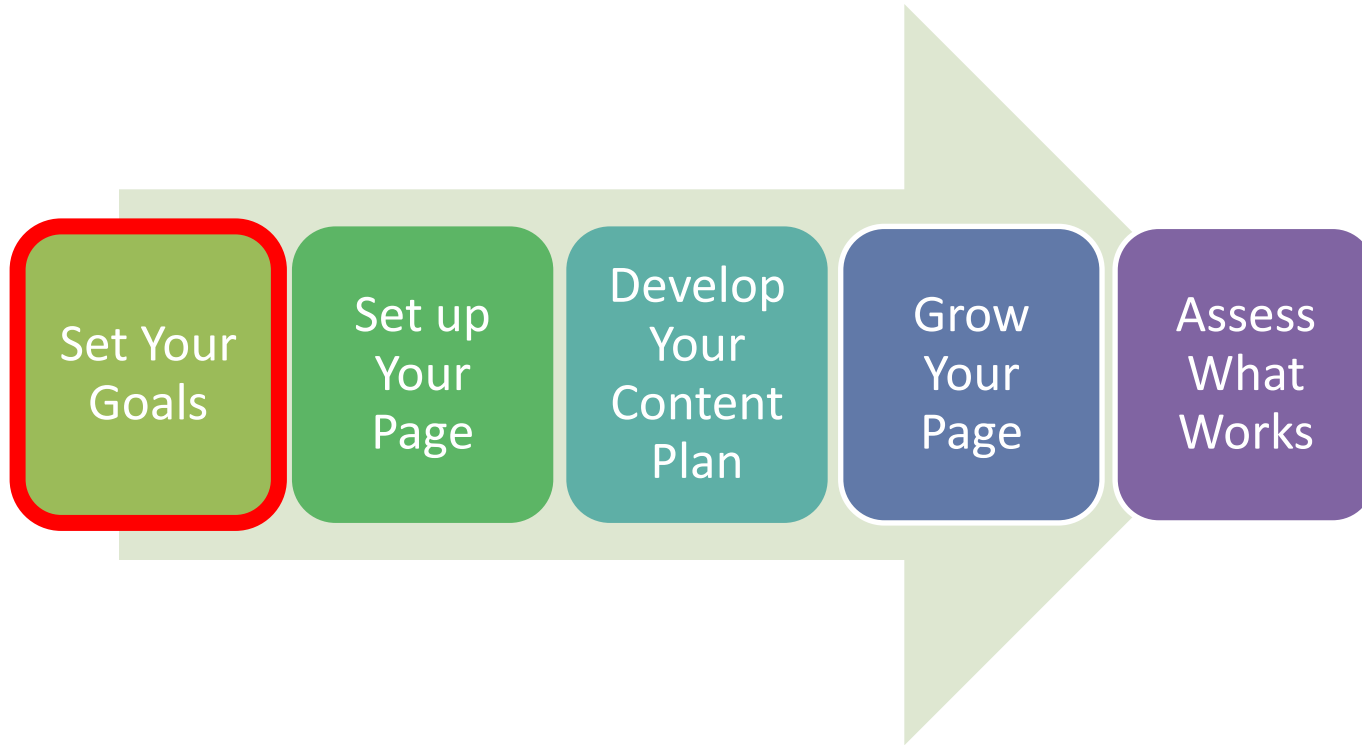 Set Your
Goals
Set up
Your
Page
Develop
Your
Content
Plan
Grow
Your
Page
Assess
What
Works